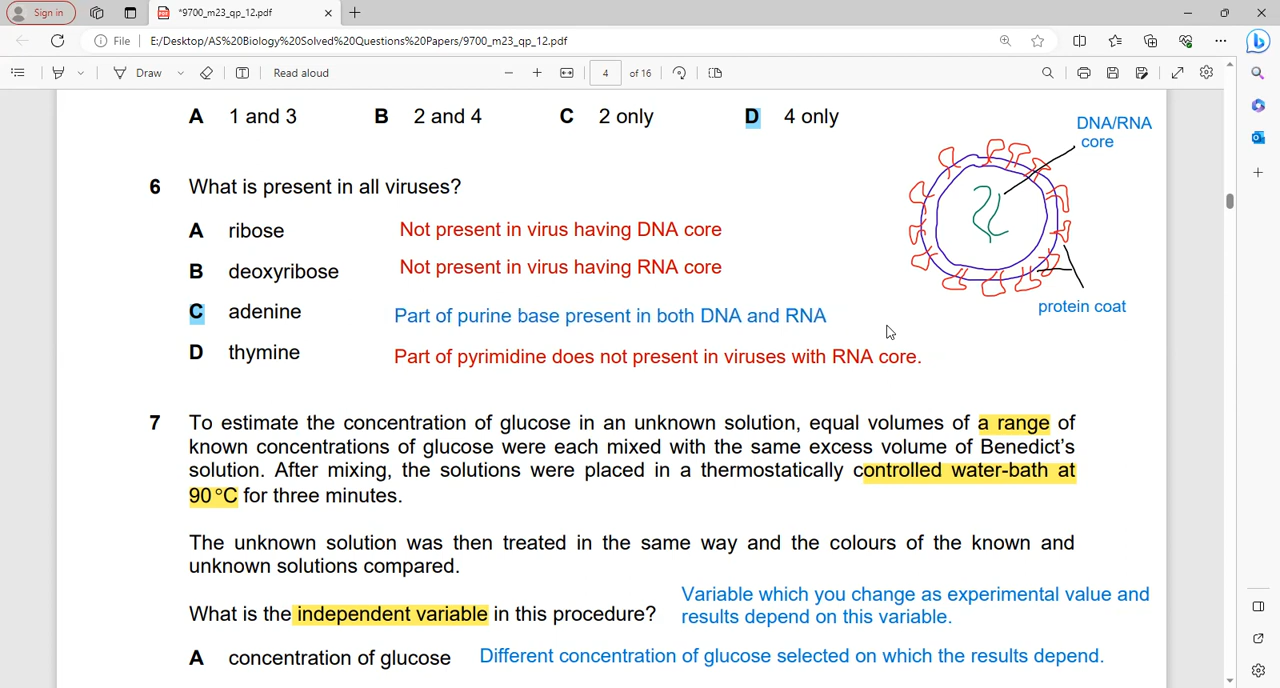 Sign in
*9700_m23_qp_12.pdf
File
E:/Desktop/AS%20Biology%20Solved%20Questions%20Papers/9700_m23_qp_12.pdf
Draw
Read aloud
4 of 16
A 1 and 3 B 2 and 4 C 2 only D 4 only
DNA/RNA
core
6 What is present in all viruses?
A ribose Not present in virus having DNA core
B deoxyribose Not present in virus having RNA core
C adenine Part of purine base present in both DNA and RNA
protein coat
D thymine Part of pyrimidine does not present in viruses with RNA core.
7 To estimate the concentration of glucose in an unknown solution, equal volumes of a range of
known concentrations of glucose were each mixed with the same excess volume of Benedict's
solution. After mixing, the solutions were placed in a thermostatically controlled water-bath at
90 °C for three minutes.
The unknown solution was then treated in the same way and the colours of the known and
unknown solutions compared.
What is the independent variable in this procedure?
Variable which you change as experimental value and
results depend on this variable.
A concentration of glucose Different concentration of glucose selected on which the results depend.